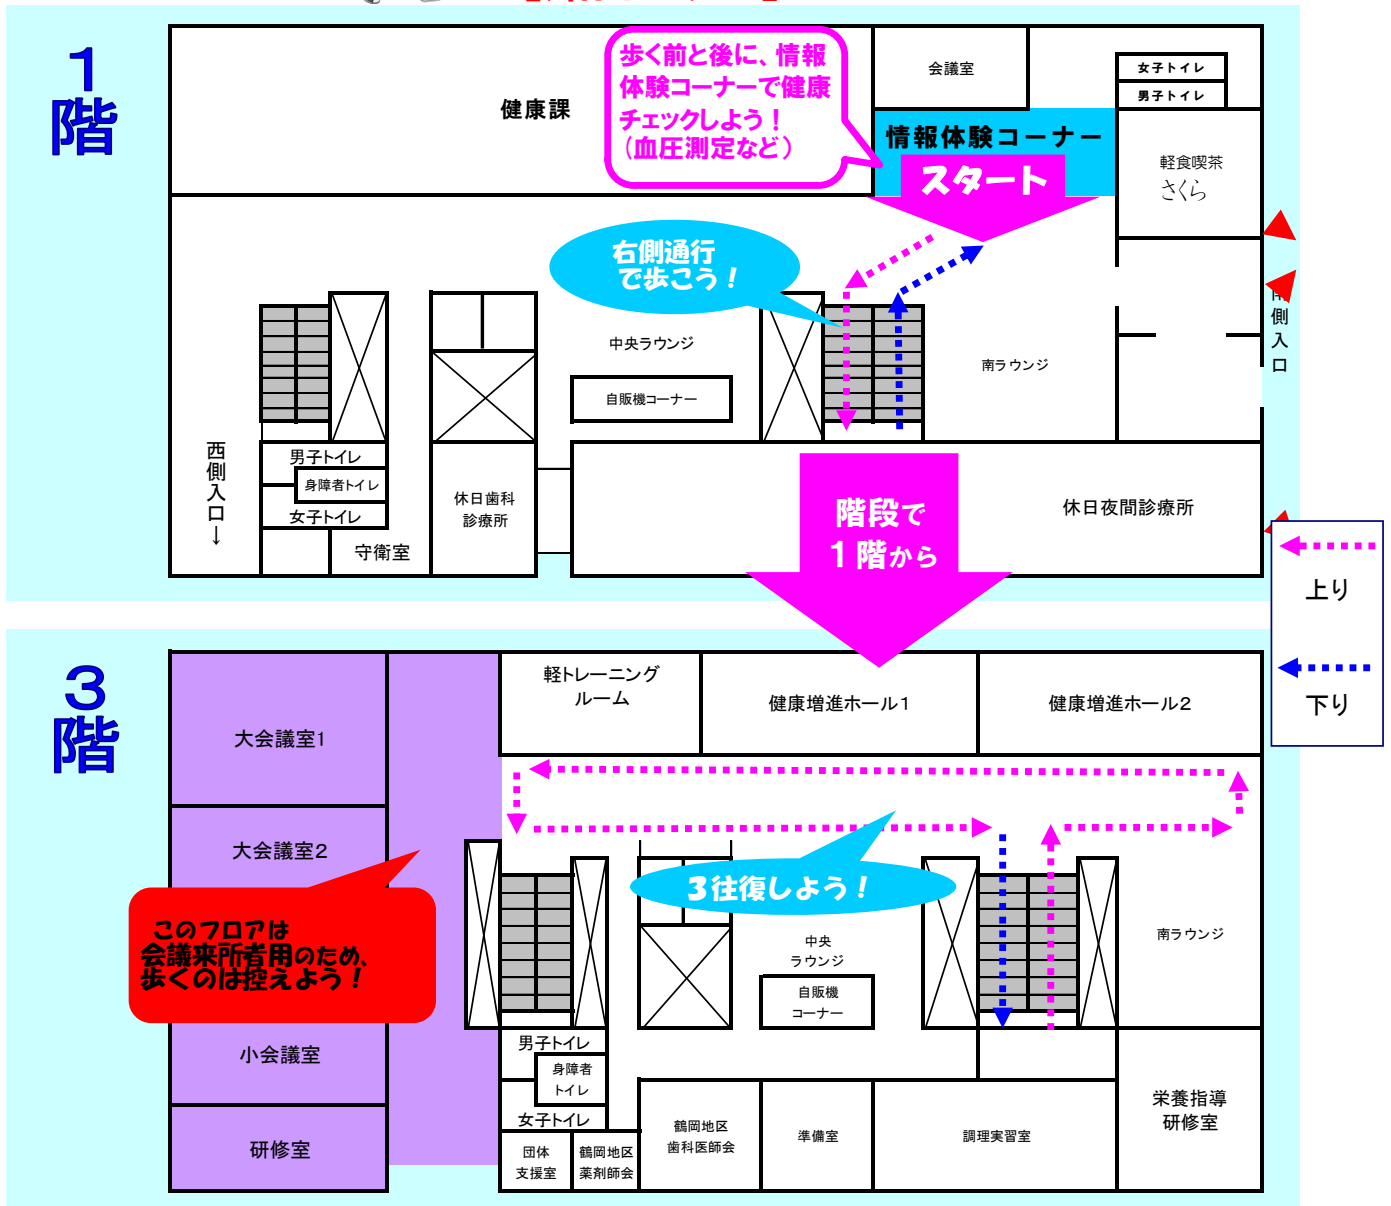 1
階
健康課
歩く前と後に、情報
体験コーナーで健康
チェックしよう！
（血圧測定など）
会議室
女子トイレ
男子トイレ
情報体験コーナー
スタート
軽食喫茶
さくら
右側通行
で歩こう！
中央ラウンジ
自販機コーナー
南ラウンジ
側
入
口
西
側
入
口
↓
男子トイレ
身障者トイレ
女子トイレ
守衛室
休日歯科
診療所
階段で
１階から
休日夜間診療所
上り
下り
3
階
大会議室1
大会議室2
このフロアは
会議来所者用のため、
歩くのは控えよう！
小会議室
研修室
軽トレーニング
ルーム
健康増進ホール1
健康増進ホール2
3往復しよう！
中央
ラウンジ
自販機
コーナー
南ラウンジ
男子トイレ
身障者
トイレ
女子トイレ
団体
支援室
鶴岡地区
薬剤師会
鶴岡地区
歯科医師会
準備室
調理実習室
栄養指導
研修室